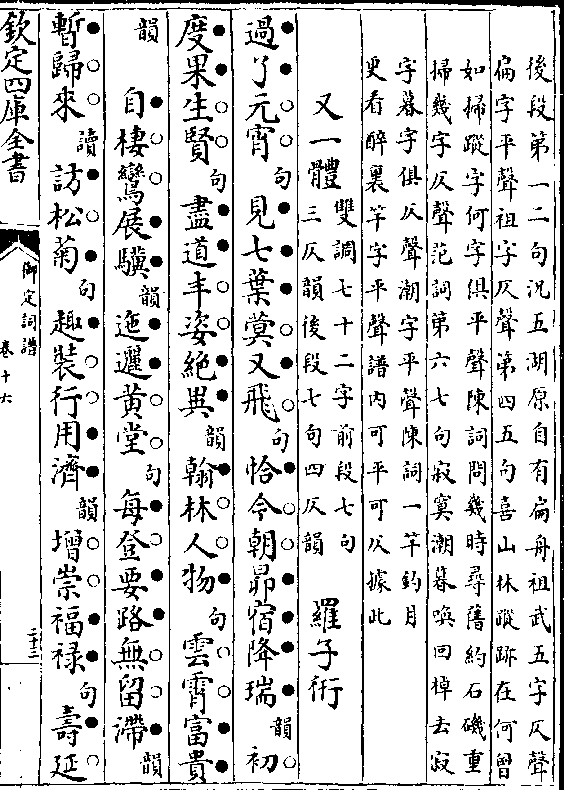 後段第一二句況五湖原自有扁舟祖武五字仄聲
扁字平聲祖字仄聲第四五句喜山林蹤跡在何曾
如掃蹤字何字俱平聲陳詞問幾時尋舊約石磯重
掃幾字仄聲范詞第六七句寂寞潮暮喚回棹去寂
字暮字俱仄聲潮字平聲陳詞一竿釣月
更看醉裏竿字平聲譜内可平可仄據此
又一體 雙調七十二字前段七句
三仄韻後段七句四仄韻 羅子衎
過了元宵句見七葉蓂又飛句恰今朝昴宿降瑞韻初
度果生賢句盡道丰姿絶異韻翰林人物句雲霄富貴
韻 自棲鸞展驥韻迤邐黄堂句每登要路無留滯韻
暫歸來讀訪松菊句趣裝行用濟韻增崇福禄句壽延
欽定四庫全書
御定詞譜
卷十六
二十三